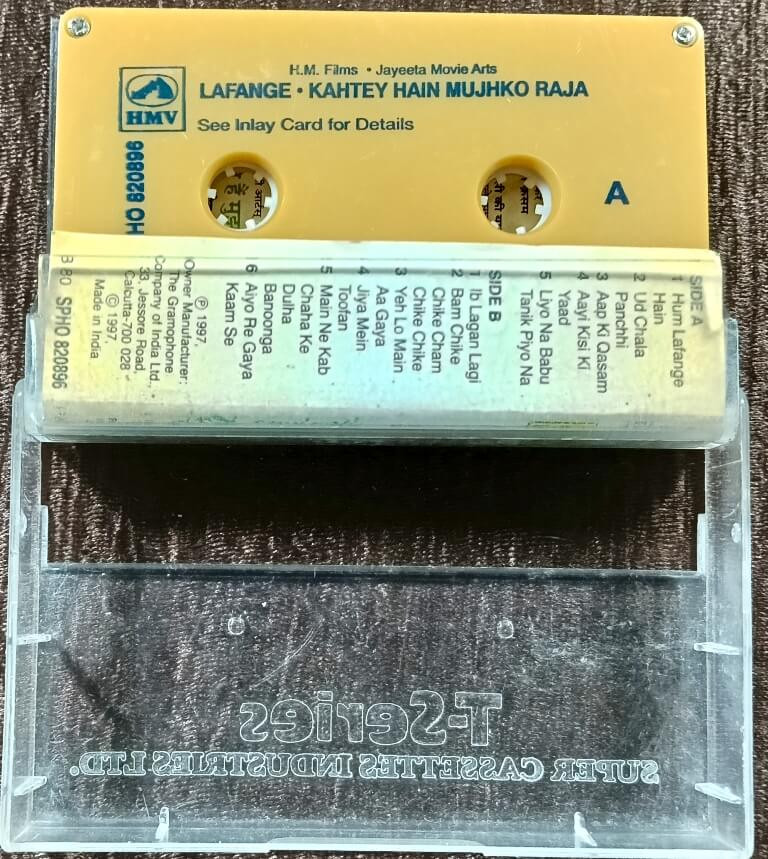 H.M. Films • Jayeeta Movie Arts
LAFANGE • KAHTEY HAIN MUJHKO RAJA
HMV
See Inlay Card for Details
HO 820896
A
SIDE A
1 Hum Lafange
Hain
2 Ud Chala
Panchhi
3 Aap Ki Qasam
4 Aayi Kisi Ki
Yaad
5 Liyo Na Babu
Tanik Piyo Na
SIDE B
1 Ib Lagan Lagi
2 Bam Chike
Chike Cham
Chike Chike
3 Yeh Lo Main
Aa Gaya
4 Jiya Mein
Toofan
5 Main Ne Kab
Chaha Ke
Dulha
Banoonga
6 Aiyo Re Gaya
Kaam Se
℗ 1997,
Owner Manufacturer:
The Gramophone
Company of India Ltd. •
33, Jessore Road,
Calcutta-700 028
© 1997,
Made in India
80 SPHO 820896
T-Series
SUPER CASSETTES INDUSTRIES LTD.